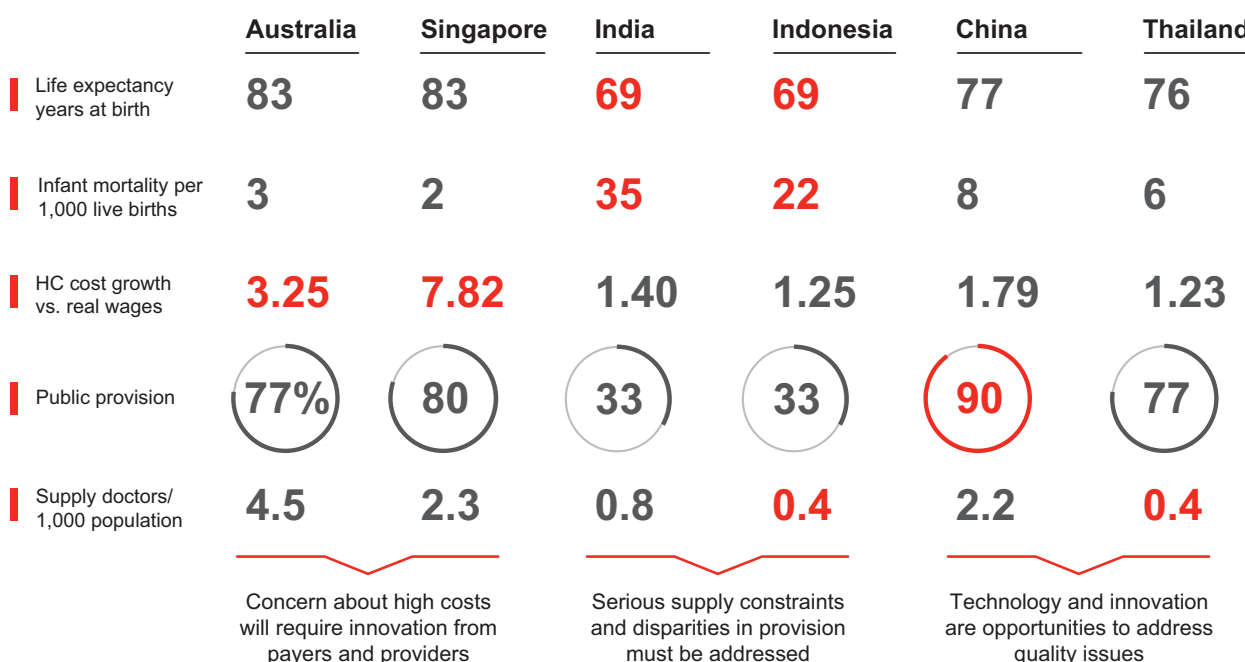 Australia Singapore India Indonesia China Thailand
Life expectancy
years at birth
83 83 69 69 77 76
Infant mortality per
1,000 live births
3 2 35 22 8 6
HC cost growth
vs. real wages
3.25 7.82 1.40 1.25 1.79 1.23
Public provision
77% 80 33 33 90 77
Supply doctors/
1,000 population
4.5 2.3 0.8 0.4 2.2 0.4
Concern about high costs
will require innovation from
payers and providers
Serious supply constraints
and disparities in provision
must be addressed
Technology and innovation
are opportunities to address
quality issues